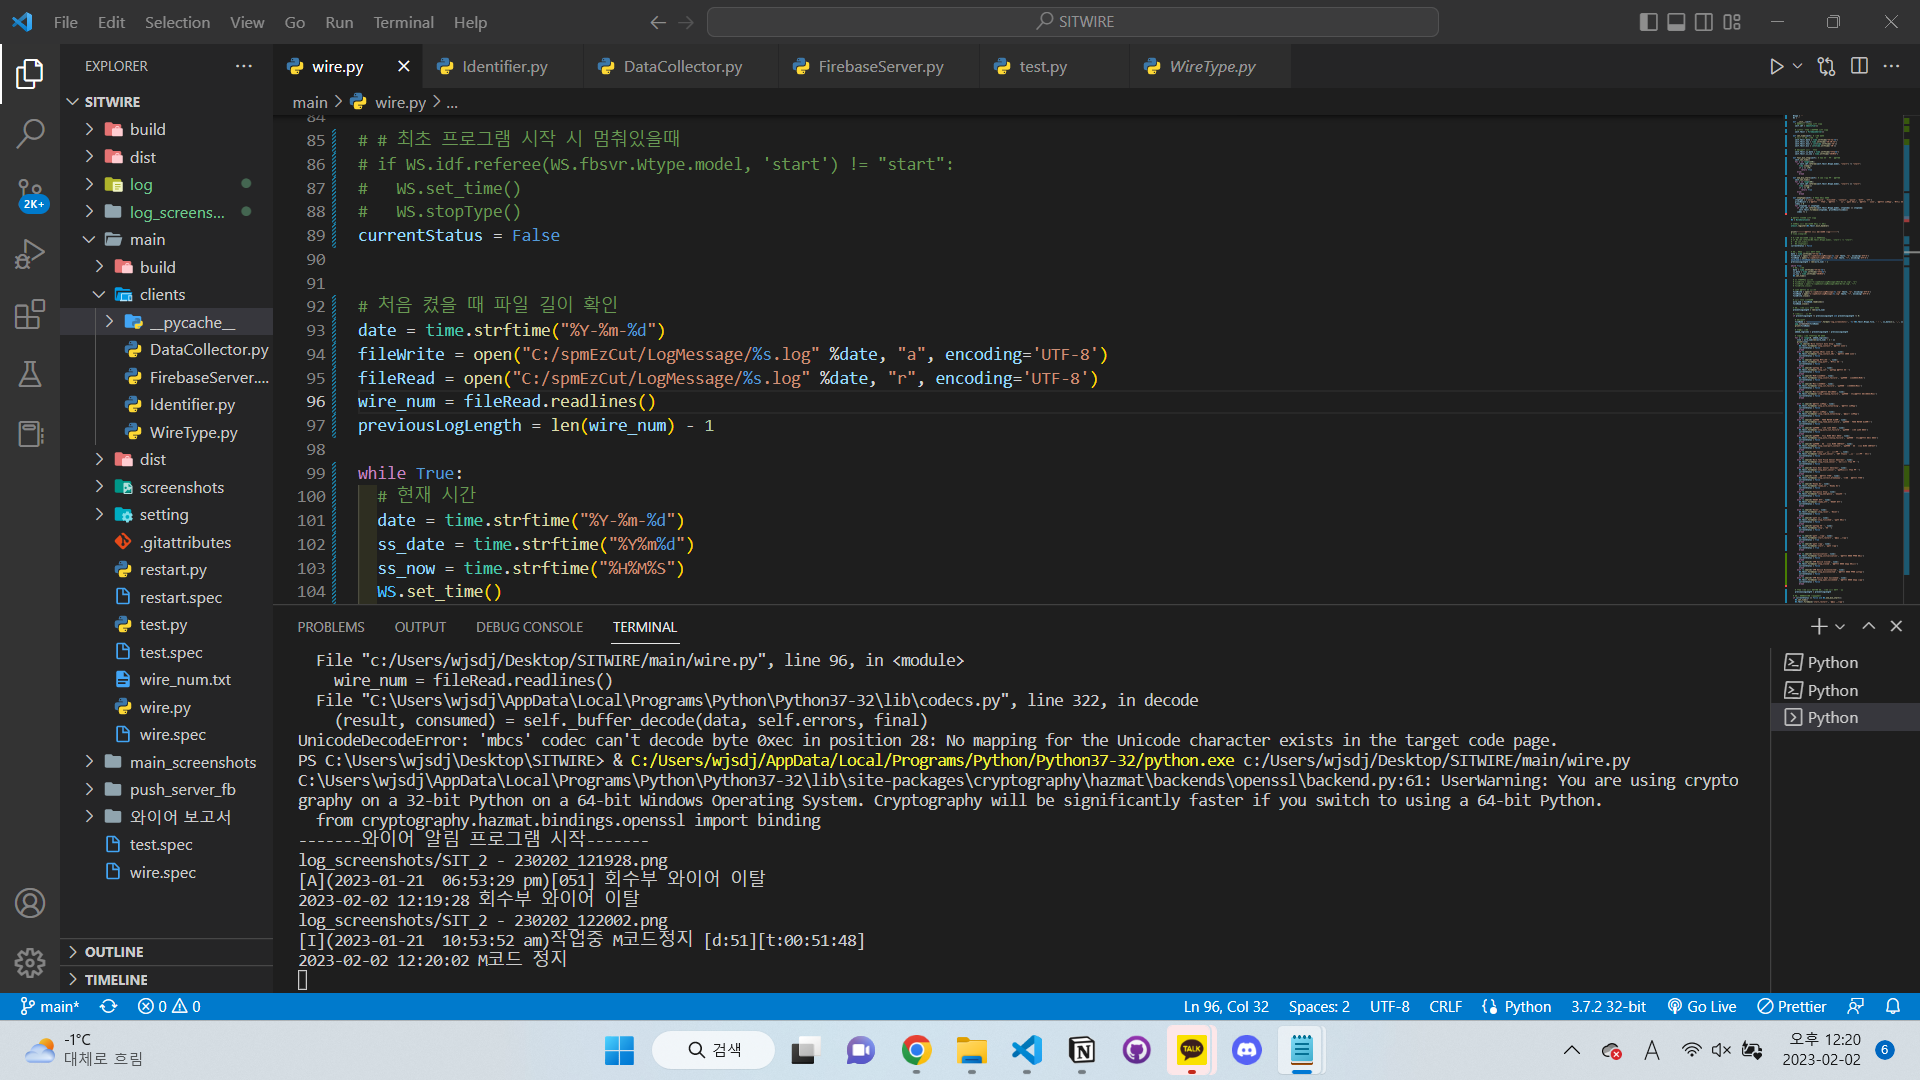 File Edit Selection View Go Run Terminal Help
SITWIRE
EXPLORER
wire.py
Identifier.py
DataCollector.py
FirebaseServer.py
test.py
WireType.py
main > wire.py > ...
SITWIRE
build
dist
log
log_screens...
main
build
clients
__pycache__
DataCollector.py
FirebaseServer....
Identifier.py
WireType.py
dist
screenshots
setting
.gitattributes
restart.py
restart.spec
test.py
test.spec
wire_num.txt
wire.py
wire.spec
main_screenshots
push_server_fb
와이어 보고서
test.spec
wire.spec
OUTLINE
TIMELINE
2K+
84
85 # # 최초 프로그램 시작 시 멈춰있을때
86 # if WS.idf.referee(WS.fbsvr.Wtype.model, 'start') != "start":
87 #   WS.set_time()
88 #   WS.stopType()
89 currentStatus = False
90
91
92 # 처음 켰을 때 파일 길이 확인
93 date = time.strftime("%Y-%m-%d")
94 fileWrite = open("C:/spmEzCut/LogMessage/%s.log" %date, "a", encoding='UTF-8')
95 fileRead = open("C:/spmEzCut/LogMessage/%s.log" %date, "r", encoding='UTF-8')
96 wire_num = fileRead.readlines()
97 previousLogLength = len(wire_num) - 1
98
99 while True:
100   # 현재 시간
101   date = time.strftime("%Y-%m-%d")
102   ss_date = time.strftime("%Y%m%d")
103   ss_now = time.strftime("%H%M%S")
104   WS.set_time()
PROBLEMS OUTPUT DEBUG CONSOLE TERMINAL
File "c:/Users/wjsdj/Desktop/SITWIRE/main/wire.py", line 96, in <module>
wire_num = fileRead.readlines()
File "C:\Users\wjsdj\AppData\Local\Programs\Python\Python37-32\lib\codecs.py", line 322, in decode
(result, consumed) = self._buffer_decode(data, self.errors, final)
UnicodeDecodeError: 'mbcs' codec can't decode byte 0xec in position 28: No mapping for the Unicode character exists in the target code page.
PS C:\Users\wjsdj\Desktop\SITWIRE> & C:/Users/wjsdj/AppData/Local/Programs/Python/Python37-32/python.exe c:/Users/wjsdj/Desktop/SITWIRE/main/wire.py
C:\Users\wjsdj\AppData\Local\Programs\Python\Python37-32\lib\site-packages\cryptography\hazmat\backends\openssl\backend.py:61: UserWarning: You are using crypto
graphy on a 32-bit Python on a 64-bit Windows Operating System. Cryptography will be significantly faster if you switch to using a 64-bit Python.
from cryptography.hazmat.bindings.openssl import binding
-------와이어 알림 프로그램 시작-------
log_screenshots/SIT_2 - 230202_121928.png
[A](2023-01-21  06:53:29 pm)[051] 회수부 와이어 이탈
2023-02-02 12:19:28 회수부 와이어 이탈
log_screenshots/SIT_2 - 230202_122002.png
[I](2023-01-21  10:53:52 am)작업중 M코드정지 [d:51][t:00:51:48]
2023-02-02 12:20:02 M코드 정지
Python
Python
Python
main* 0 0 Ln 96, Col 32 Spaces: 2 UTF-8 CRLF Python 3.7.2 32-bit Go Live Prettier
-1°C
대체로 흐림
검색
TALK
A
오후 12:20
2023-02-02
6